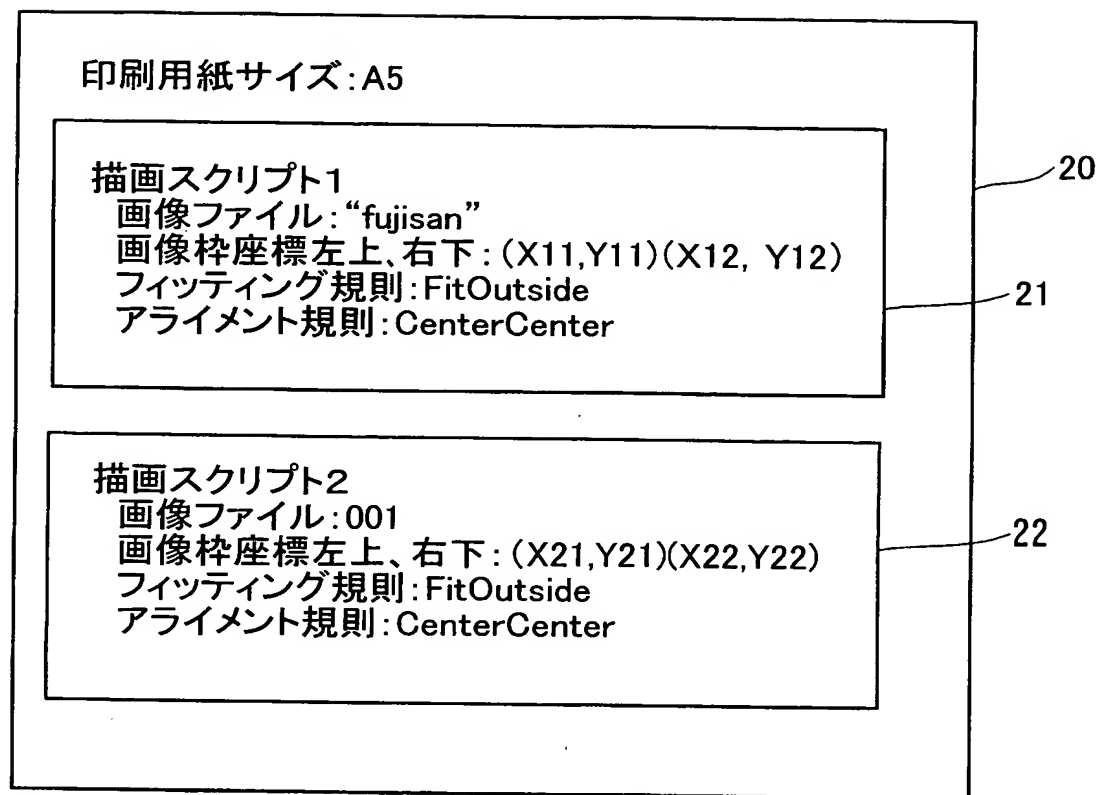 印刷用紙サイズ:A5
描画スクリプト1
画像ファイル:“fujisan”
画像枠座標左上、右下:(X11,Y11)(X12, Y12)
フィッティング規則:FitOutside
アライメント規則:CenterCenter
20
21
描画スクリプト2
画像ファイル:001
画像枠座標左上、右下:(X21,Y21)(X22,Y22)
フィッティング規則:FitOutside
アライメント規則:CenterCenter
22